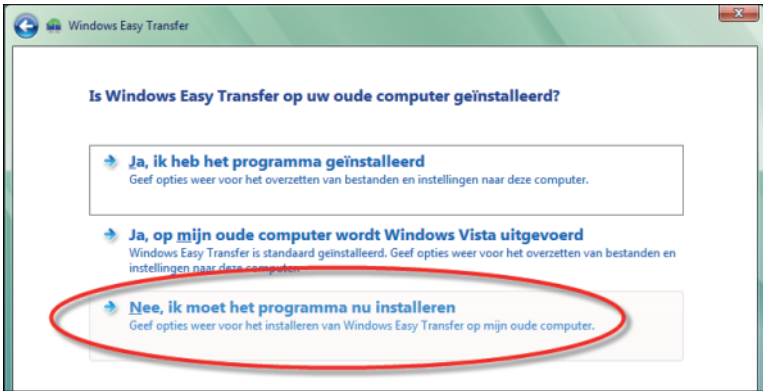 Windows Easy Transfer
Is Windows Easy Transfer op uw oude computer geïnstalleerd?
Ja, ik heb het programma geïnstalleerd
Geef opties weer voor het overzetten van bestanden en instellingen naar deze computer.
Ja, op mijn oude computer wordt Windows Vista uitgevoerd
Windows Easy Transfer is standaard geïnstalleerd. Geef opties weer voor het overzetten van bestanden en
instellingen naar deze computer.
Nee, ik moet het programma nu installeren
Geef opties weer voor het installeren van Windows Easy Transfer op mijn oude computer.